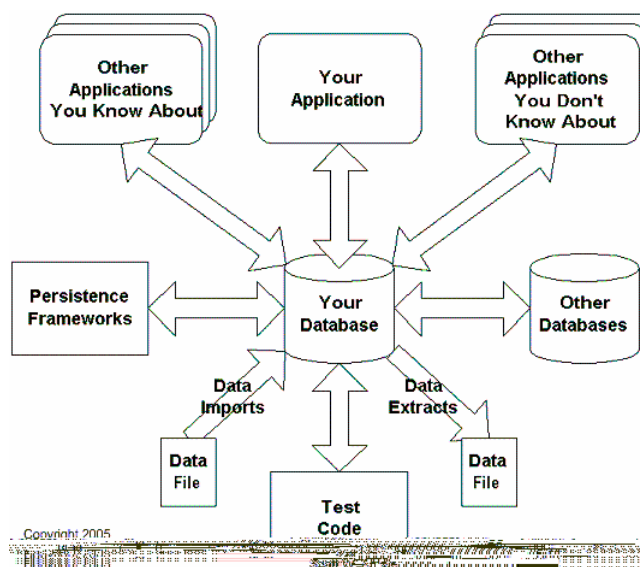 Other
Applications
You Know About
Your
Application
Other
Applications
You Don't
Know About
Persistence
Frameworks
Your
Database
Other
Databases
Data
Imports
Data
Extracts
Data
File
Test
Code
Data
File
Copyright 2005